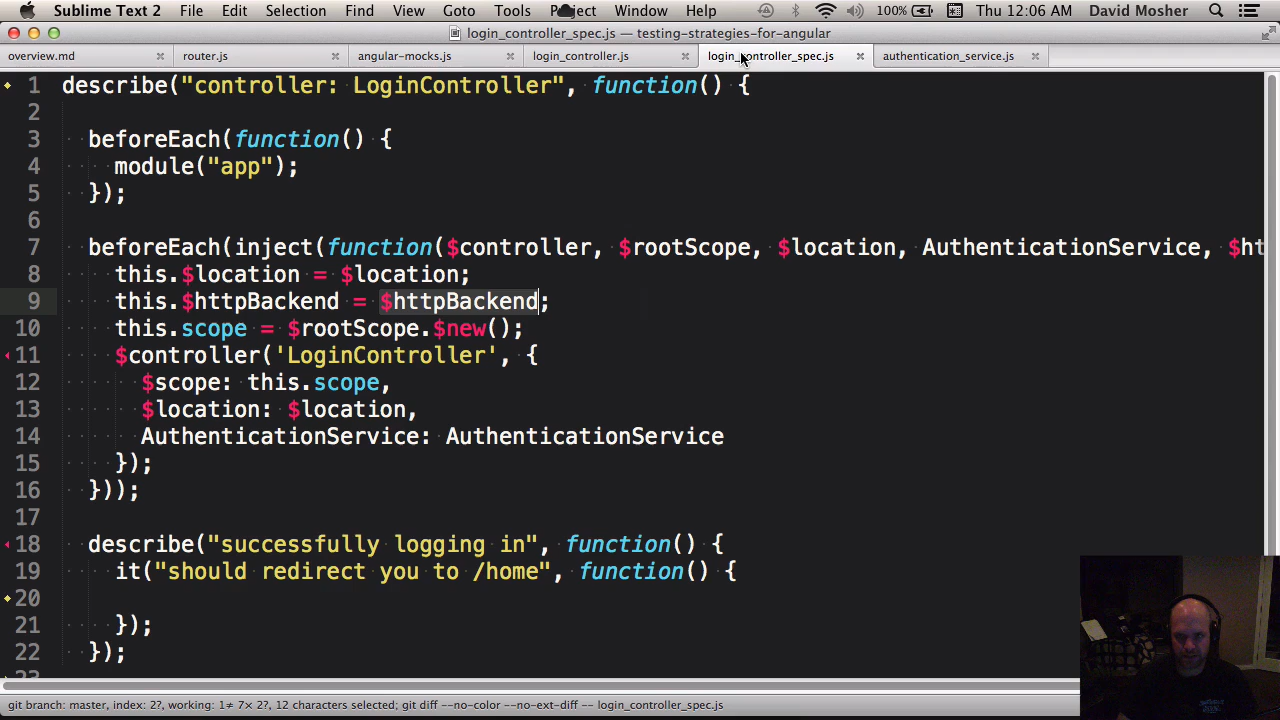 Sublime Text 2 File Edit Selection Find View Goto Tools Project Window Help 100% Thu 12:06 AM David Mosher
login_controller_spec.js — testing-strategies-for-angular
overview.md router.js angular-mocks.js login_controller.js login_controller_spec.js authentication_service.js
1 describe("controller: LoginController", function() {
2
3 beforeEach(function() {
4 module("app");
5 });
6
7 beforeEach(inject(function($controller, $rootScope, $location, AuthenticationService, $ht
8 this.$location = $location;
9 this.$httpBackend = $httpBackend;
10 this.scope = $rootScope.$new();
11 $controller('LoginController', {
12 $scope: this.scope,
13 $location: $location,
14 AuthenticationService: AuthenticationService
15 });
16 }));
17
18 describe("successfully logging in", function() {
19 it("should redirect you to /home", function() {
20
21 });
22 });
23
git branch: master, index: 2?, working: 1≠ 7× 2?, 12 characters selected; git diff --no-color --no-ext-diff -- login_controller_spec.js